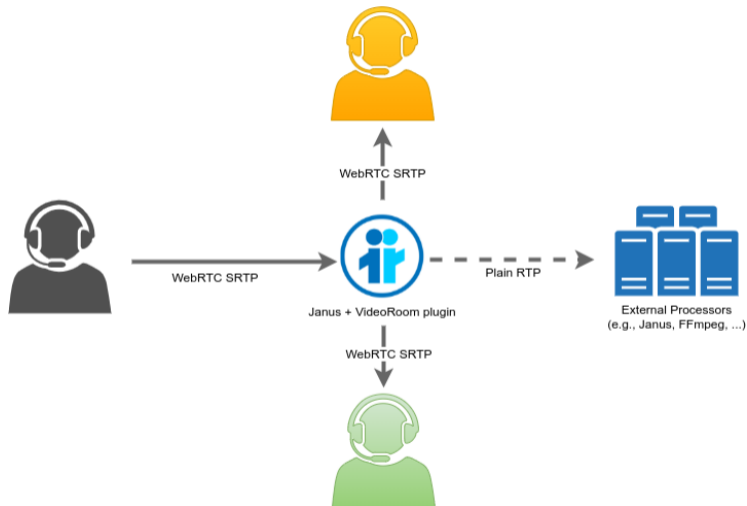 WebRTC SRTP
WebRTC SRTP
Plain RTP
Janus + VideoRoom plugin
External Processors
(e.g., Janus, FFmpeg, ...)
WebRTC SRTP